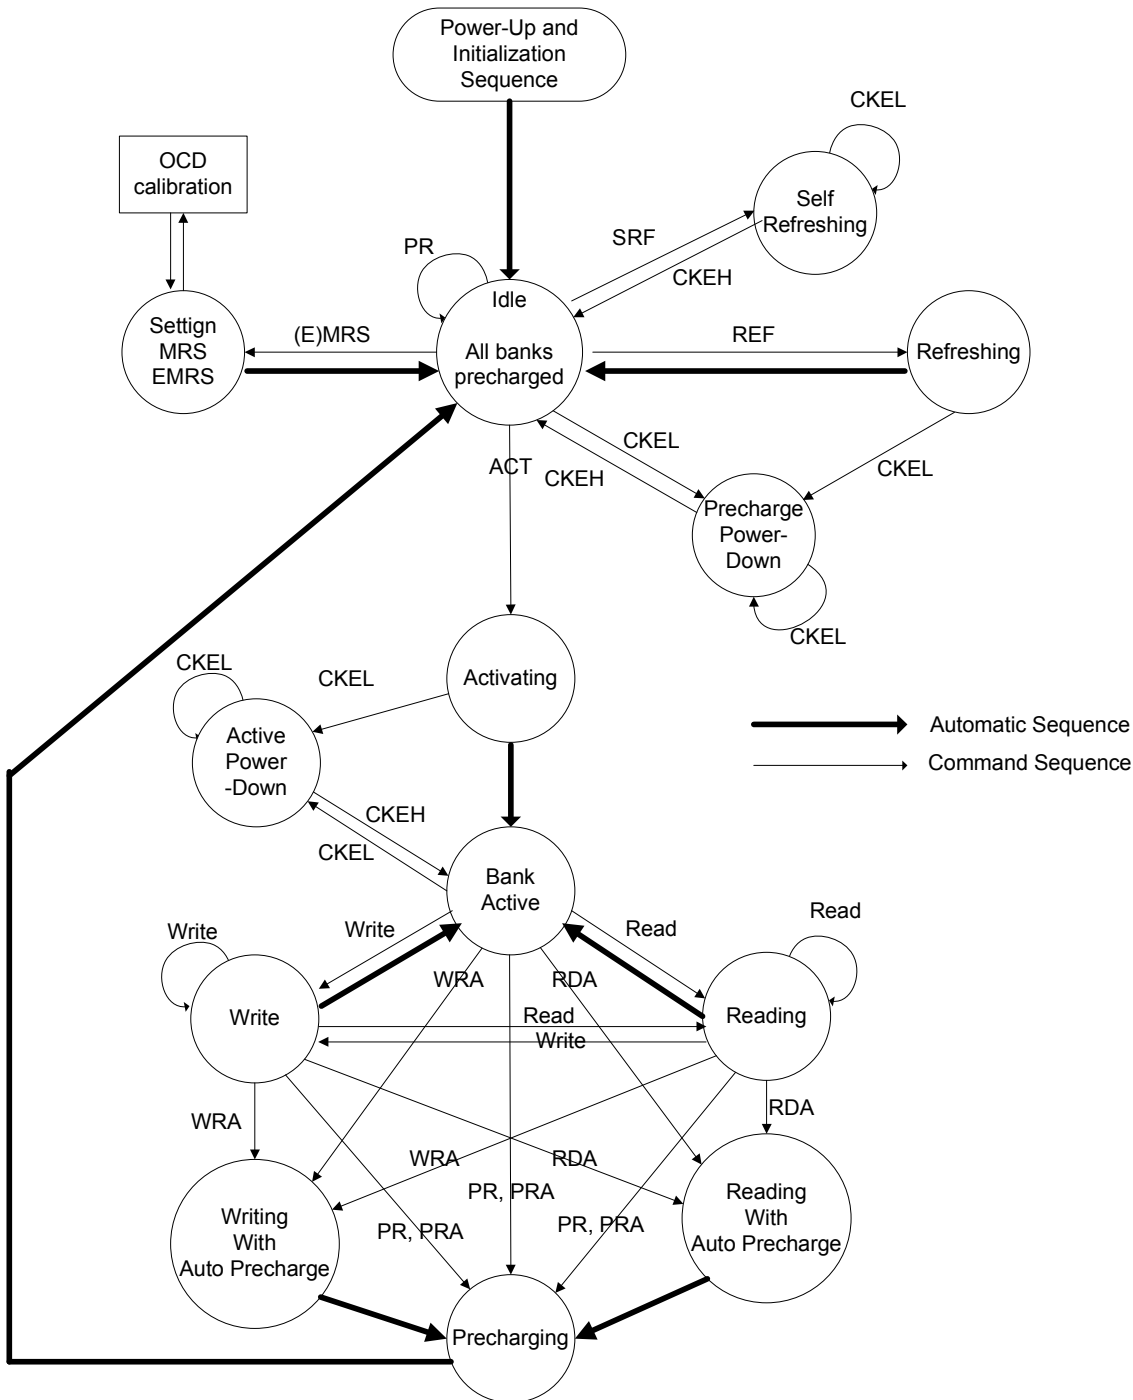 Power-Up and
Initialization
Sequence
CKEL
OCD
calibration
Self
Refreshing
SRF
PR
CKEH
Idle
Settign
MRS
EMRS
(E)MRS
All banks
precharged
REF
Refreshing
CKEL
ACT
CKEH
CKEL
Precharge
Power-
Down
CKEL
CKEL
CKEL
Activating
Active
Power
-Down
Automatic Sequence
Command Sequence
CKEH
CKEL
Bank
Active
Write
Write
Read
Read
WRA
RDA
Write
Read
Write
Reading
WRA
RDA
WRA
RDA
PR, PRA
PR, PRA
PR, PRA
Writing
With
Auto Precharge
Reading
With
Auto Precharge
Precharging